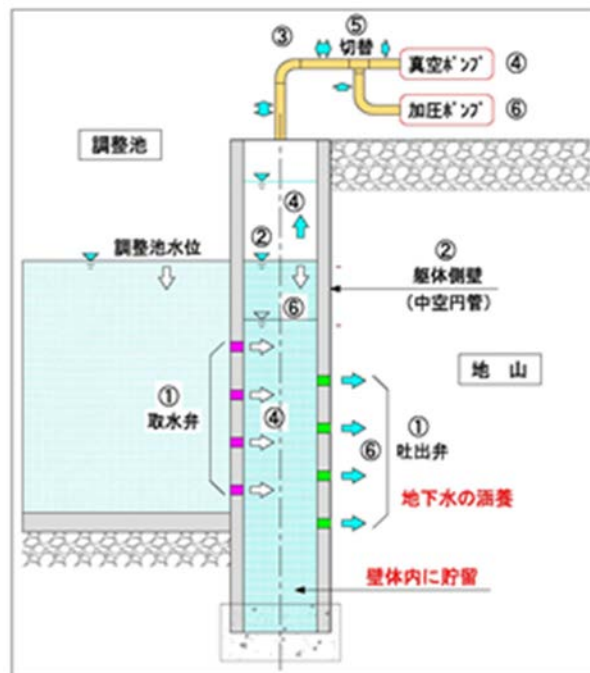 ⑤
③
切替
真空ポンプ ④
加圧ポンプ ⑥
調整池
④
②
調整池水位
②
躯体側壁
(中空円管)
⑥
地 山
①
取水弁
④
①
⑥ 吐出弁
地下水の涵養
壁体内に貯留